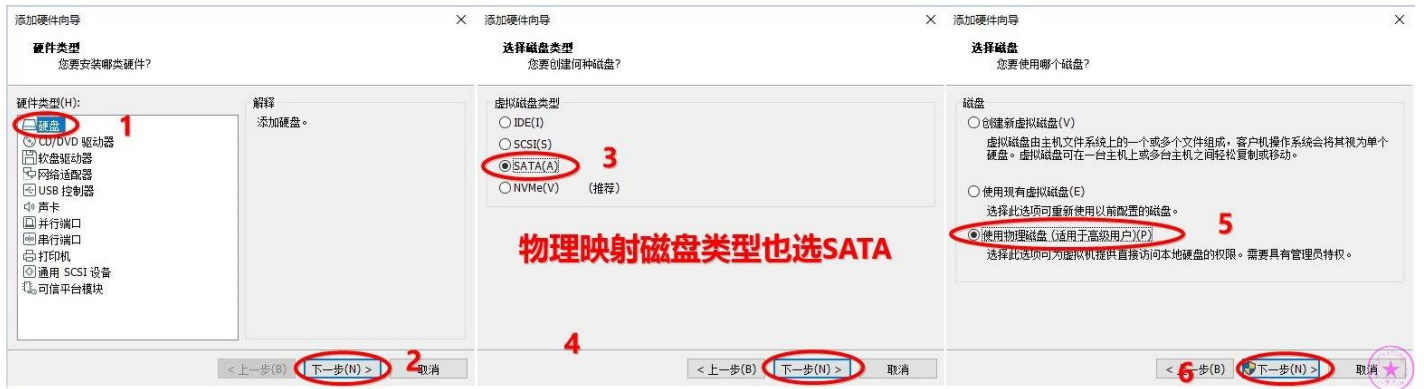 添加硬件向导
硬件类型
您要安装哪类硬件?
硬件类型(H):
硬盘
1
CD/DVD 驱动器
软盘驱动器
网络适配器
USB 控制器
声卡
并行端口
串行端口
打印机
通用 SCSI 设备
可信平台模块
解释
添加硬盘。
< 上一步(B)
下一步(N) >
2
取消
添加硬件向导
选择磁盘类型
您要创建何种磁盘?
虚拟磁盘类型
IDE(I)
SCSI(S)
3
SATA(A)
NVMe(V) (推荐)
物理映射磁盘类型也选SATA
4
< 上一步(B)
下一步(N) >
取消
添加硬件向导
选择磁盘
您要使用哪个磁盘?
磁盘
创建新虚拟磁盘(V)
虚拟磁盘由主机文件系统上的一个或多个文件组成，客户机操作系统会将其视为单个
硬盘。虚拟磁盘可在一台主机上或多台主机之间轻松复制或移动。
使用现有虚拟磁盘(E)
选择此选项可重新使用以前配置的磁盘。
5
使用物理磁盘 (适用于高级用户)(P)
选择此选项可为虚拟机提供直接访问本地硬盘的权限。需要具有管理员特权。
< 上一步(B)
6
下一步(N) >
取消